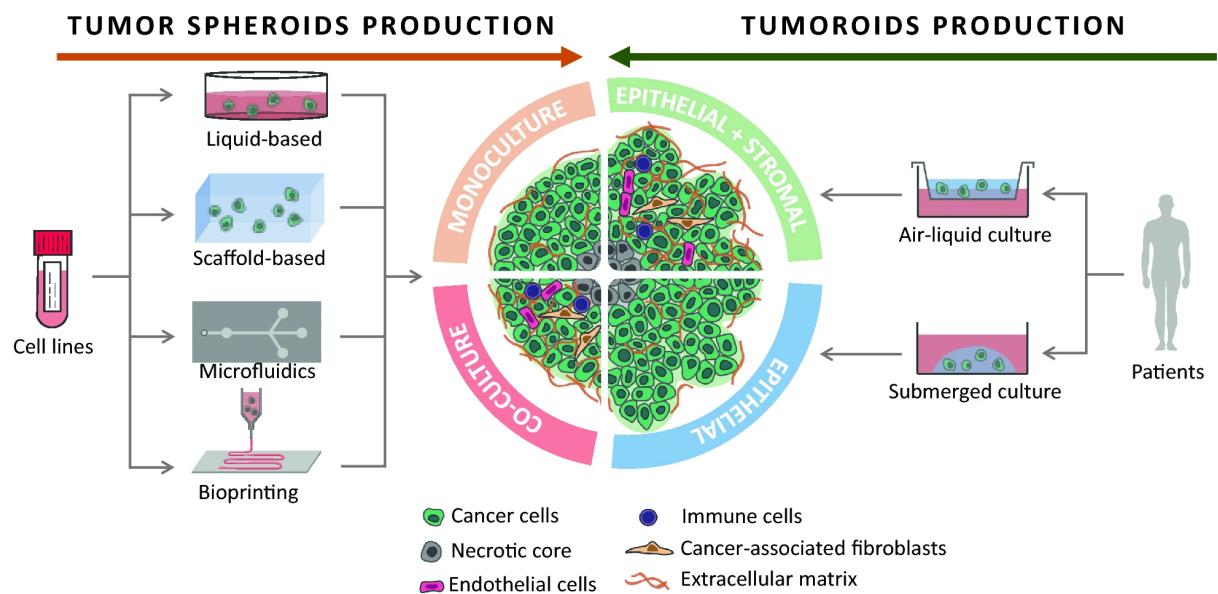 TUMOR SPHEROIDS PRODUCTION
TUMOROIDS PRODUCTION
Liquid-based
Scaffold-based
Microfluidics
Bioprinting
Cell lines
MONOCULTURE
EPITHELIAL + STROMAL
CO-CULTURE
EPITHELIAL
Air-liquid culture
Submerged culture
Patients
Cancer cells
Necrotic core
Endothelial cells
Immune cells
Cancer-associated fibroblasts
Extracellular matrix